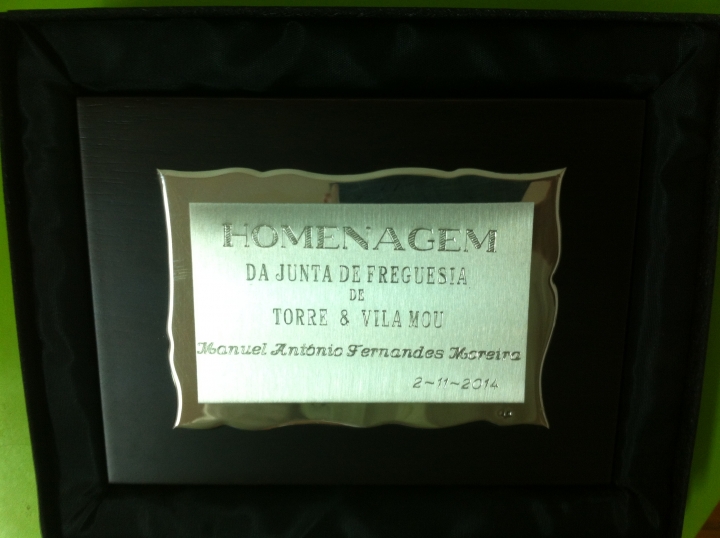 HOMENAGEM
DA JUNTA DE FREGUESIA
DE
TORRE & VILA MOU
Manuel António Fernandes Moreira
2-11-2014